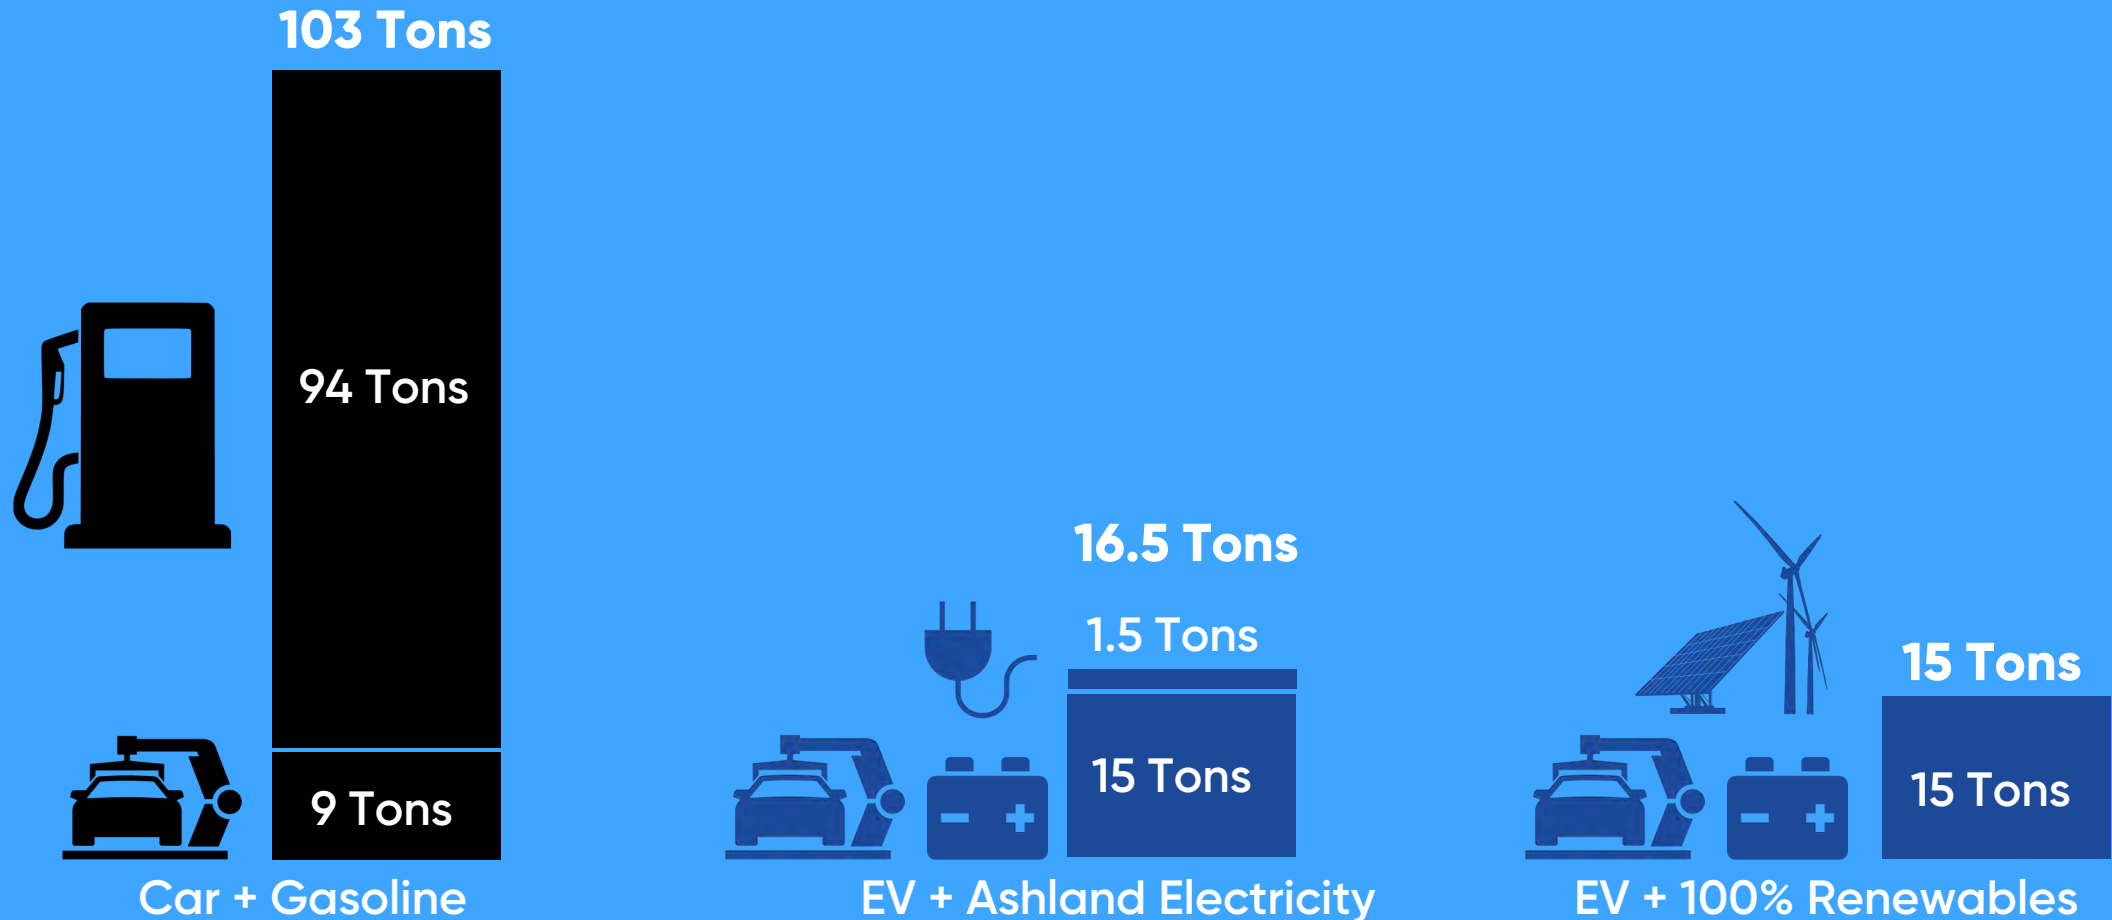 103 Tons
94 Tons
9 Tons
Car + Gasoline
16.5 Tons
1.5 Tons
15 Tons
EV + Ashland Electricity
15 Tons
15 Tons
EV + 100% Renewables